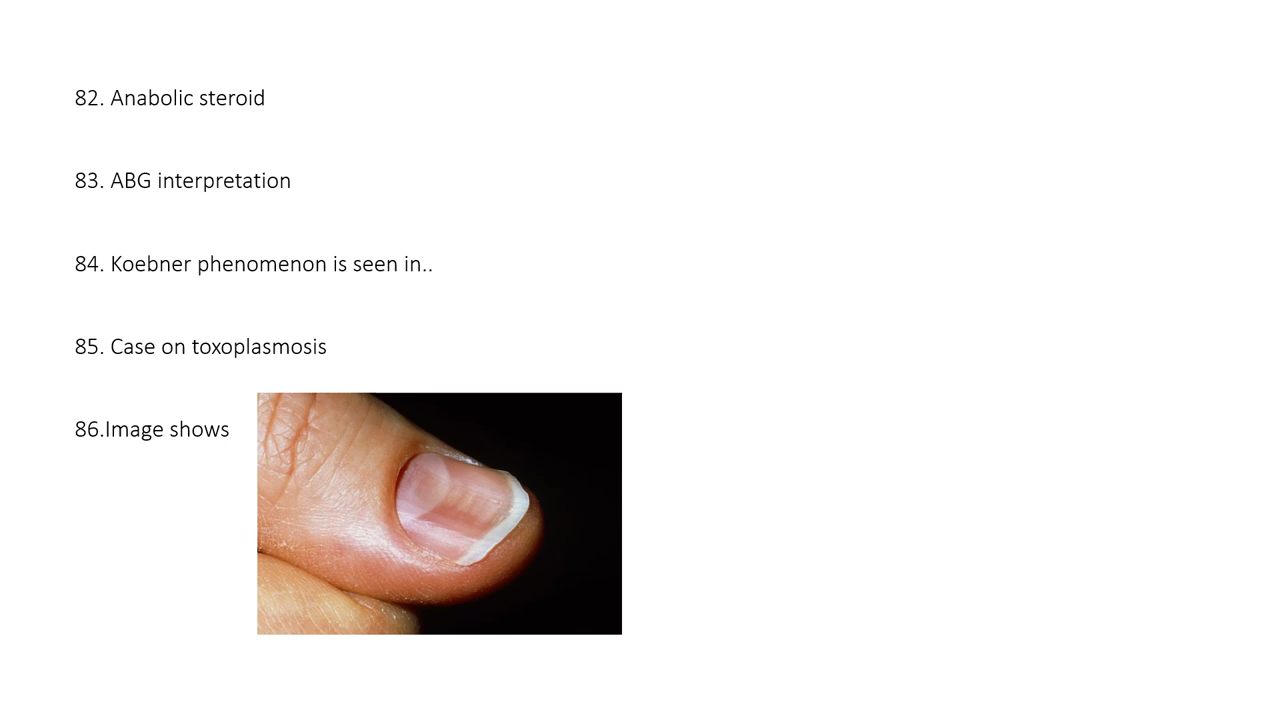 82. Anabolic steroid
83. ABG interpretation
84. Koebner phenomenon is seen in..
85. Case on toxoplasmosis
86.Image shows